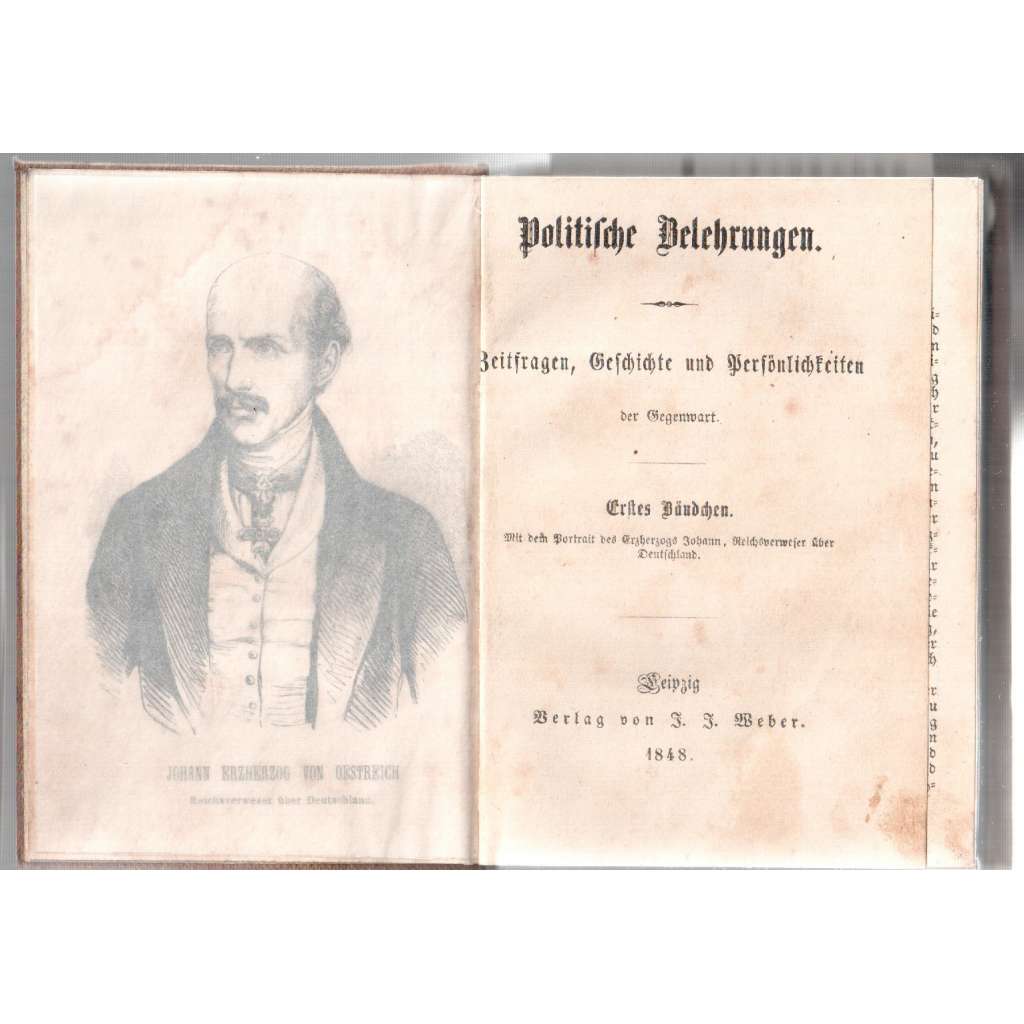 JOHANN ERZHERZOG VON OESTREICH
Reichsverweser über Deutschland.
Politische Belehrungen.
Zeitfragen, Geschichte und Persönlichkeiten
der Gegenwart.
Erstes Bändchen.
Mit dem Portrait des Erzherzogs Johann, Reichsverweser über
Deutschland.
Leipzig
Verlag von J. J. Weber.
1848.